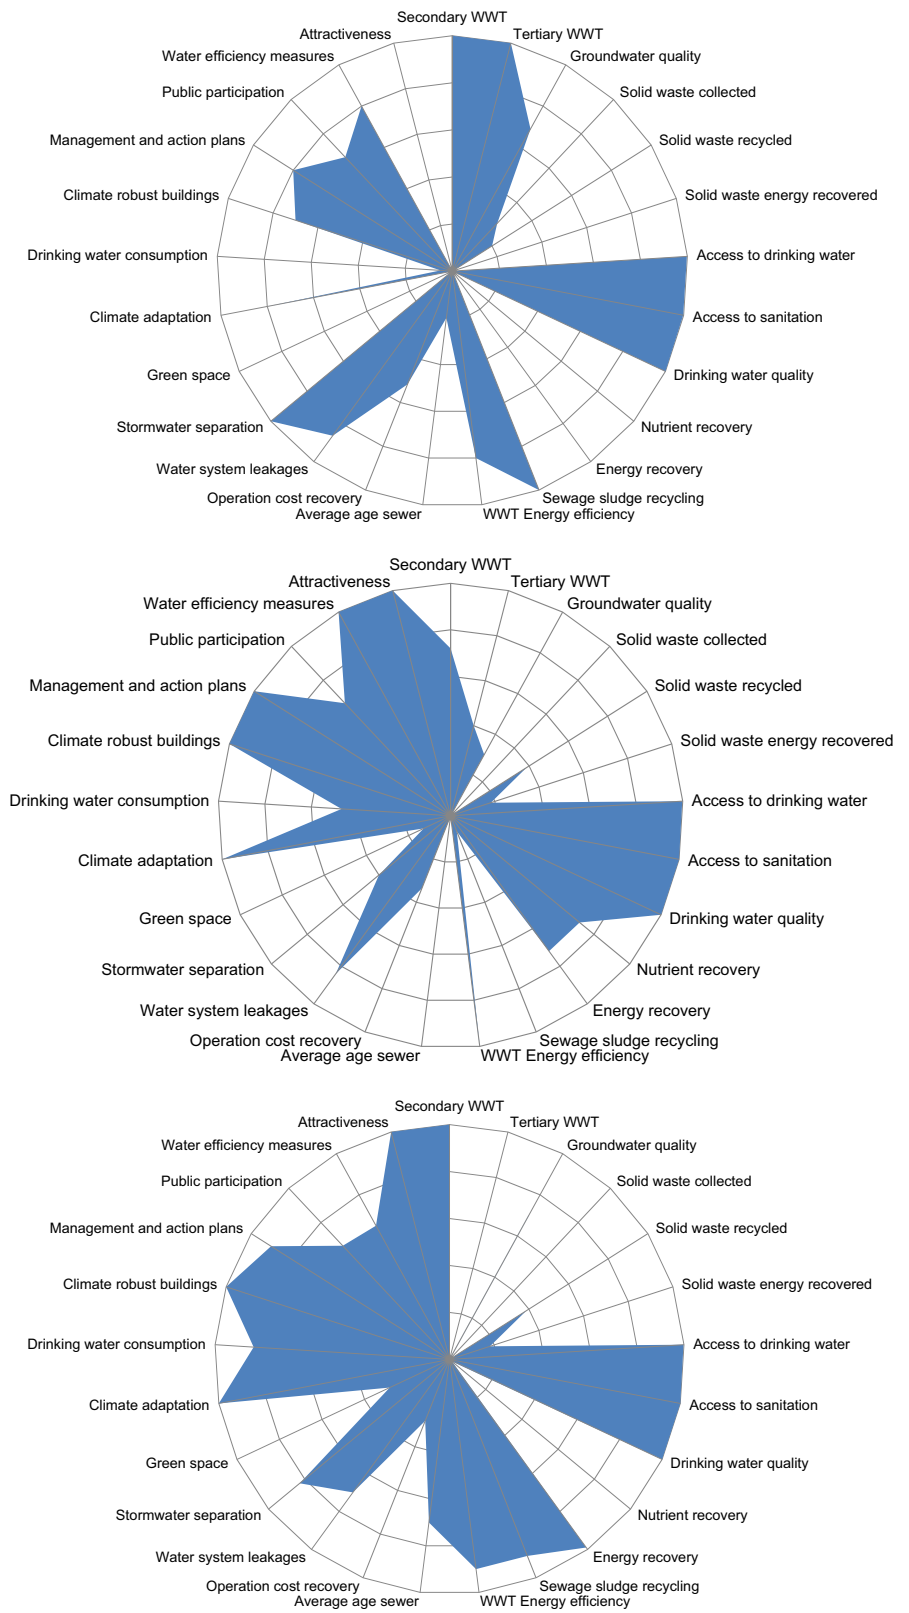 Secondary WWT
Attractiveness
Tertiary WWT
Water efficiency measures
Groundwater quality
Public participation
Solid waste collected
Management and action plans
Solid waste recycled
Climate robust buildings
Solid waste energy recovered
Drinking water consumption
Access to drinking water
Climate adaptation
Access to sanitation
Green space
Drinking water quality
Stormwater separation
Nutrient recovery
Water system leakages
Energy recovery
Operation cost recovery
Sewage sludge recycling
Average age sewer
WWT Energy efficiency
Secondary WWT
Attractiveness
Tertiary WWT
Water efficiency measures
Groundwater quality
Public participation
Solid waste collected
Management and action plans
Solid waste recycled
Climate robust buildings
Solid waste energy recovered
Drinking water consumption
Access to drinking water
Climate adaptation
Access to sanitation
Green space
Drinking water quality
Stormwater separation
Nutrient recovery
Water system leakages
Energy recovery
Operation cost recovery
Sewage sludge recycling
Average age sewer
WWT Energy efficiency
Secondary WWT
Attractiveness
Tertiary WWT
Water efficiency measures
Groundwater quality
Public participation
Solid waste collected
Management and action plans
Solid waste recycled
Climate robust buildings
Solid waste energy recovered
Drinking water consumption
Access to drinking water
Climate adaptation
Access to sanitation
Green space
Drinking water quality
Stormwater separation
Nutrient recovery
Water system leakages
Energy recovery
Operation cost recovery
Sewage sludge recycling
Average age sewer
WWT Energy efficiency